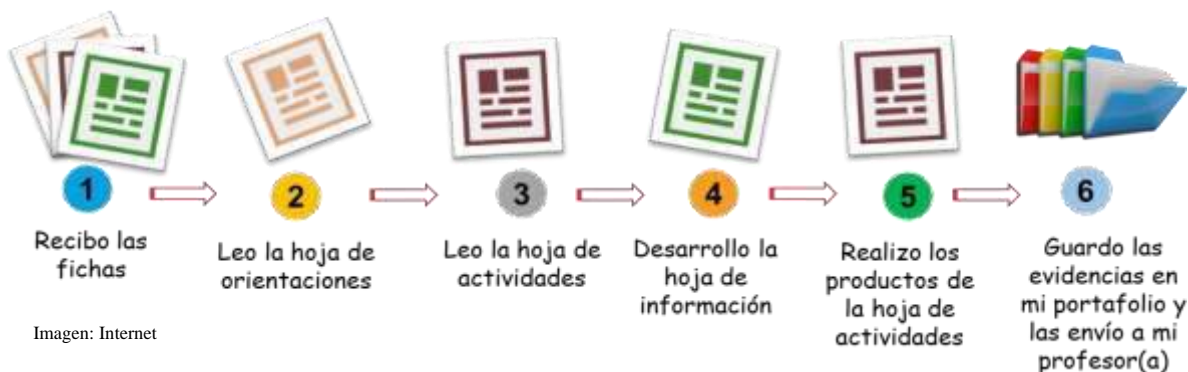 1
Recibo las
fichas
2
Leo la hoja de
orientaciones
3
Leo la hoja de
actividades
4
Desarrollo la
hoja de
información
5
Realizo los
productos de
la hoja de
actividades
6
Guardo las
evidencias en
mi portafolio y
las envío a mi
profesor(a)
Imagen: Internet